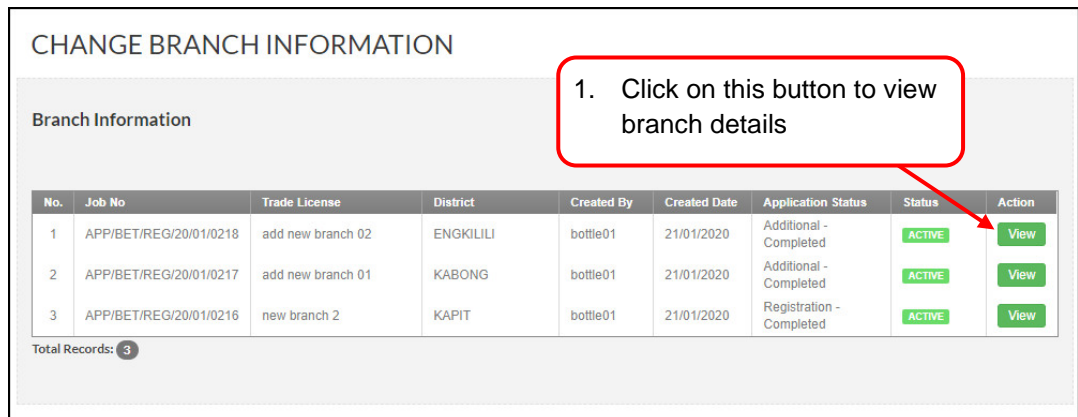 CHANGE BRANCH INFORMATION
1. Click on this button to view
branch details
Branch Information
No. Job No Trade License District Created By Created Date Application Status Status Action
1 APP/BET/REG/20/01/0218 add new branch 02 ENGKILILI bottle01 21/01/2020 Additional - Completed ACTIVE View
2 APP/BET/REG/20/01/0217 add new branch 01 KABONG bottle01 21/01/2020 Additional - Completed ACTIVE View
3 APP/BET/REG/20/01/0216 new branch 2 KAPIT bottle01 21/01/2020 Registration - Completed ACTIVE View
Total Records: 3